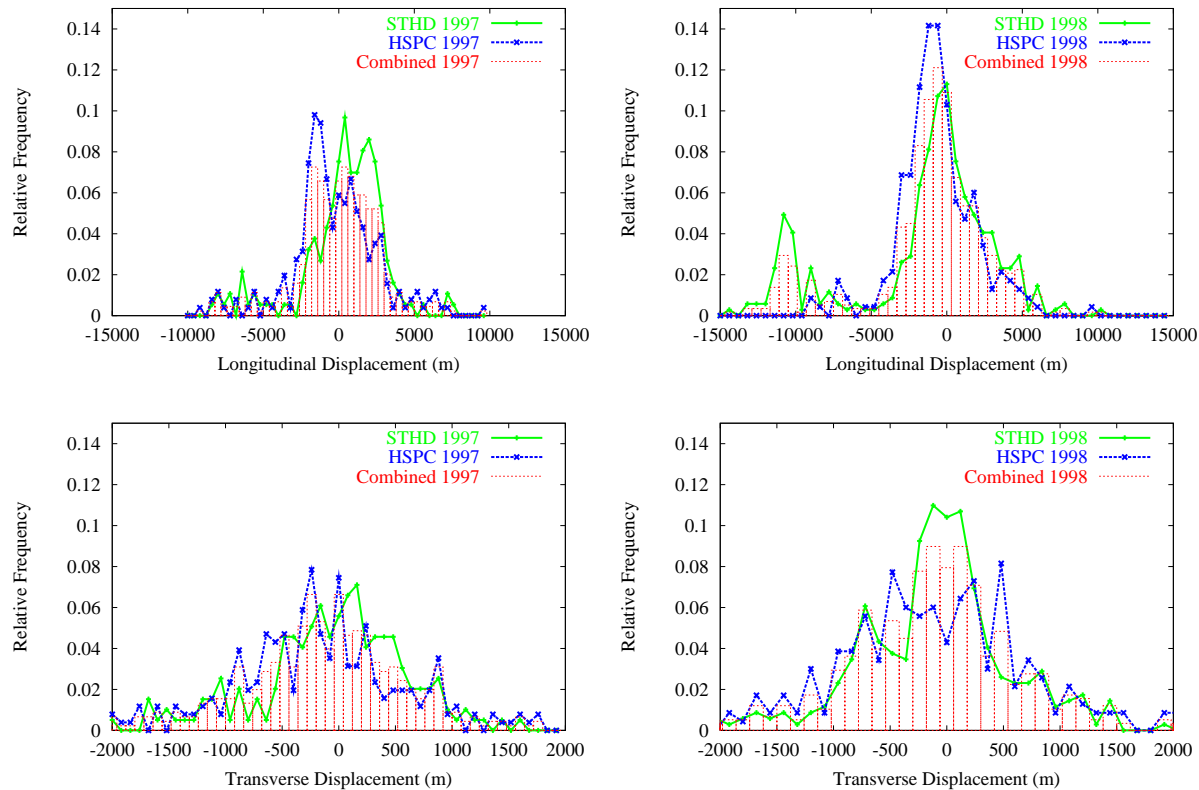 0.14
0.12
0.1
0.08
0.06
0.04
0.02
0
Relative Frequency
STHD 1997
HSPC 1997
Combined 1997
-15000 -10000 -5000 0 5000 10000 15000
Longitudinal Displacement (m)
0.14
0.12
0.1
0.08
0.06
0.04
0.02
0
Relative Frequency
STHD 1998
HSPC 1998
Combined 1998
-15000 -10000 -5000 0 5000 10000 15000
Longitudinal Displacement (m)
0.14
0.12
0.1
0.08
0.06
0.04
0.02
0
Relative Frequency
STHD 1997
HSPC 1997
Combined 1997
-2000 -1500 -1000 -500 0 500 1000 1500 2000
Transverse Displacement (m)
0.14
0.12
0.1
0.08
0.06
0.04
0.02
0
Relative Frequency
STHD 1998
HSPC 1998
Combined 1998
-2000 -1500 -1000 -500 0 500 1000 1500 2000
Transverse Displacement (m)